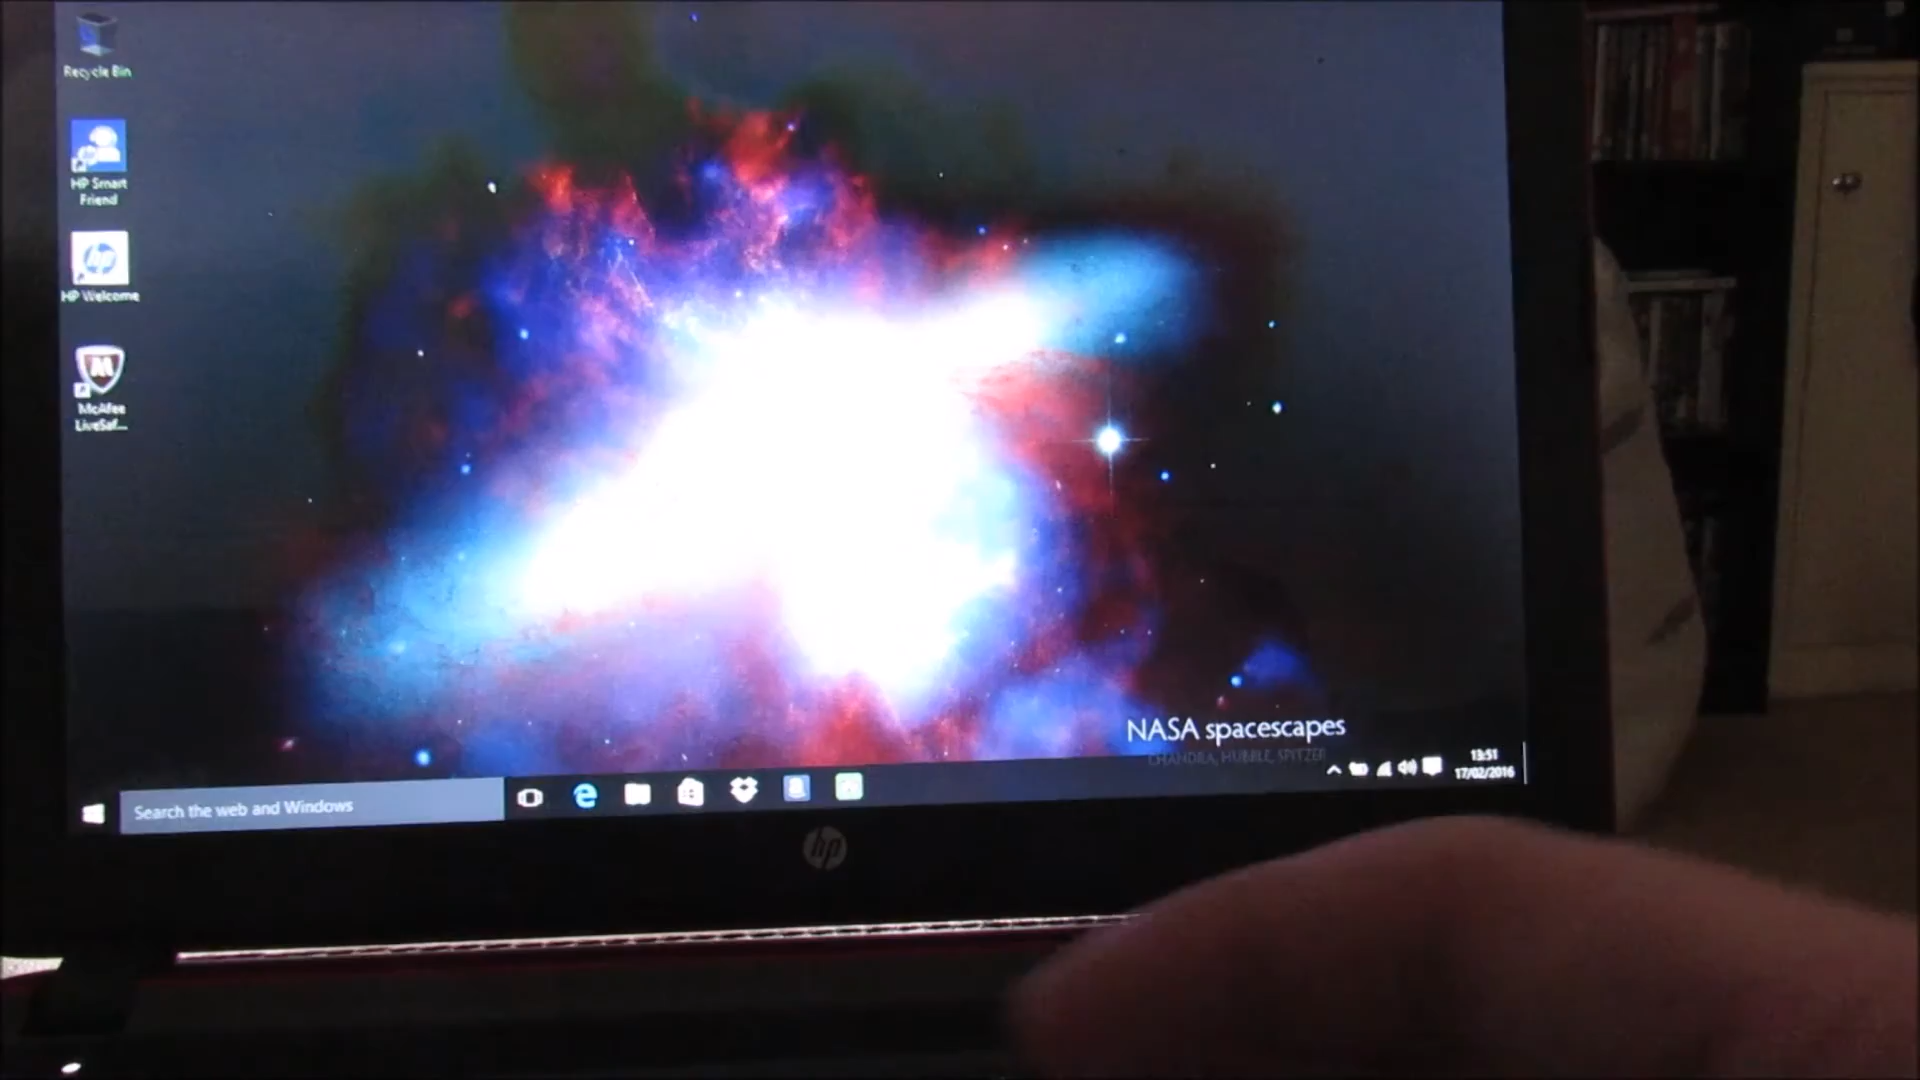 Recycle Bin
HP Smart
Friend
hp
HP Welcome
McAfee
LiveSaf...
NASA spacescapes
CHANDRA, HUBBLE, SPITZER
13:51
17/02/2016
Search the web and Windows
hp